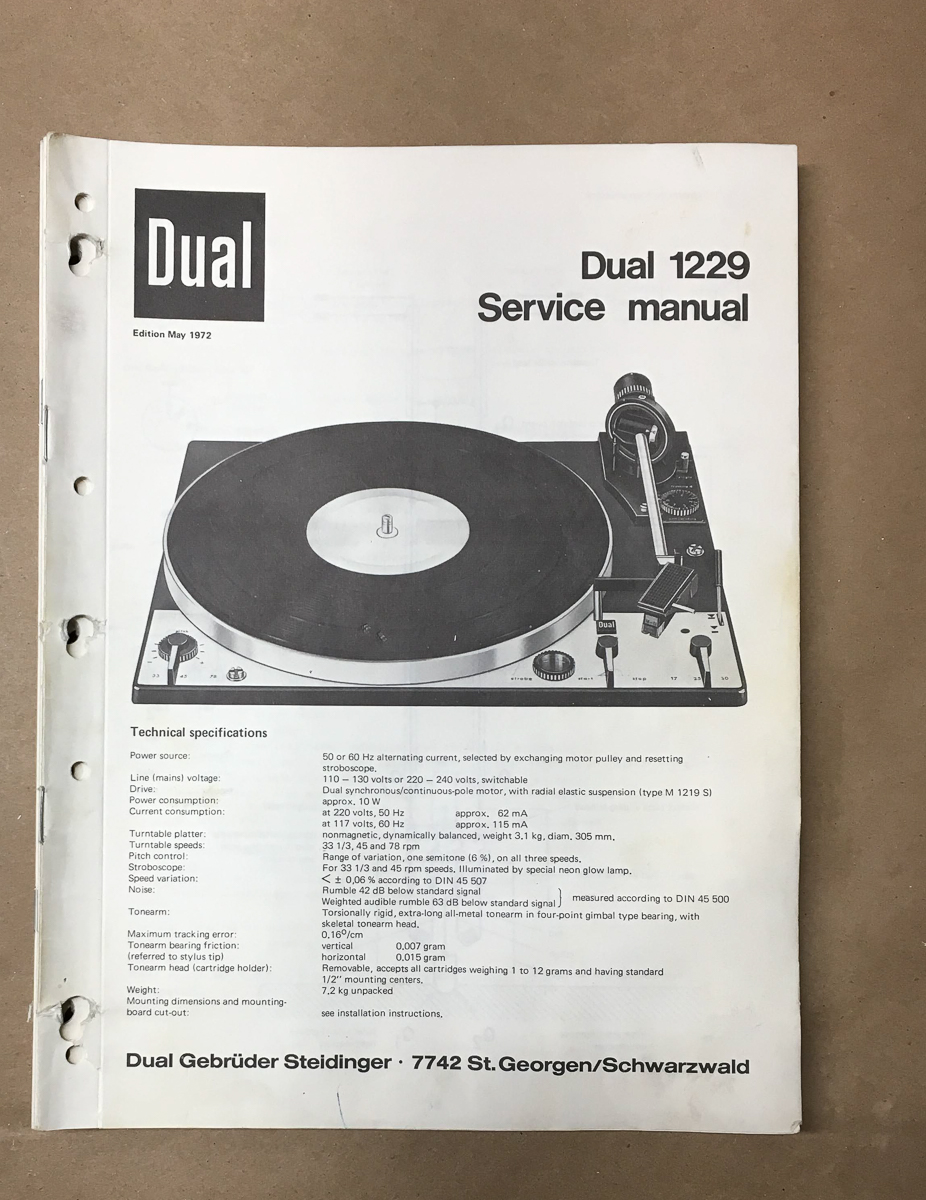 Dual
Edition May 1972
Dual 1229
Service manual
Dual
33 45 78
start stop 17 25 30
Technical specifications
Power source: 50 or 60 Hz alternating current, selected by exchanging motor pulley and resetting
stroboscope.
Line (mains) voltage: 110 – 130 volts or 220 – 240 volts, switchable
Drive: Dual synchronous/continuous-pole motor, with radial elastic suspension (type M 1219 S)
Power consumption: approx. 10 W
Current consumption: at 220 volts, 50 Hz approx. 62 mA
at 117 volts, 60 Hz approx. 115 mA
Turntable platter: nonmagnetic, dynamically balanced, weight 3.1 kg, diam. 305 mm.
Turntable speeds: 33 1/3, 45 and 78 rpm
Pitch control: Range of variation, one semitone (6 %), on all three speeds.
Stroboscope: For 33 1/3 and 45 rpm speeds. Illuminated by special neon glow lamp.
Speed variation: < ± 0,06 % according to DIN 45 507
Noise: Rumble 42 dB below standard signal
Weighted audible rumble 63 dB below standard signal } measured according to DIN 45 500
Tonearm: Torsionally rigid, extra-long all-metal tonearm in four-point gimbal type bearing, with
skeletal tonearm head.
Maximum tracking error: 0,16°/cm
Tonearm bearing friction: vertical 0.007 gram
(referred to stylus tip) horizontal 0.015 gram
Tonearm head (cartridge holder): Removable, accepts all cartridges weighing 1 to 12 grams and having standard
1/2" mounting centers.
Weight: 7,2 kg unpacked
Mounting dimensions and mounting-
board cut-out: see installation instructions.
Dual Gebrüder Steidinger · 7742 St.Georgen/Schwarzwald